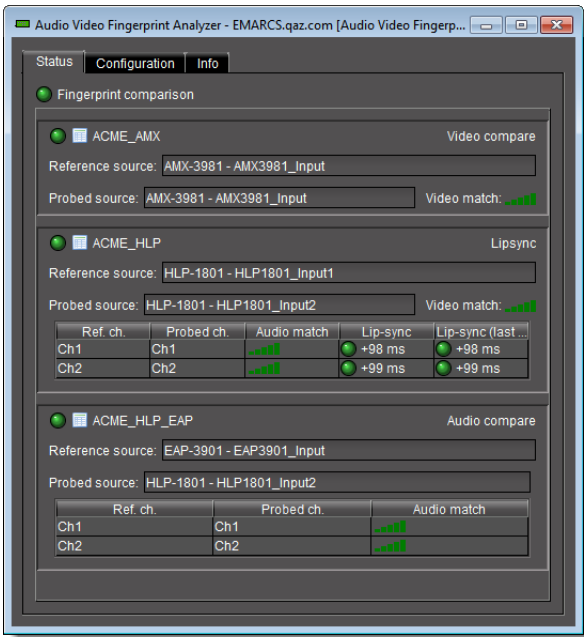 Audio Video Fingerprint Analyzer - EMARCS.qaz.com [Audio Video Fingerp...
Status Configuration Info
Fingerprint comparison
ACME_AMX Video compare
Reference source: AMX-3981 - AMX3981_Input
Probed source: AMX-3981 - AMX3981_Input Video match:
ACME_HLP Lipsync
Reference source: HLP-1801 - HLP1801_Input1
Probed source: HLP-1801 - HLP1801_Input2 Video match:
Ref. ch. Probed ch. Audio match Lip-sync Lip-sync (last ...
Ch1 Ch1 +98 ms +98 ms
Ch2 Ch2 +99 ms +99 ms
ACME_HLP_EAP Audio compare
Reference source: EAP-3901 - EAP3901_Input
Probed source: HLP-1801 - HLP1801_Input2
Ref. ch. Probed ch. Audio match
Ch1 Ch1
Ch2 Ch2